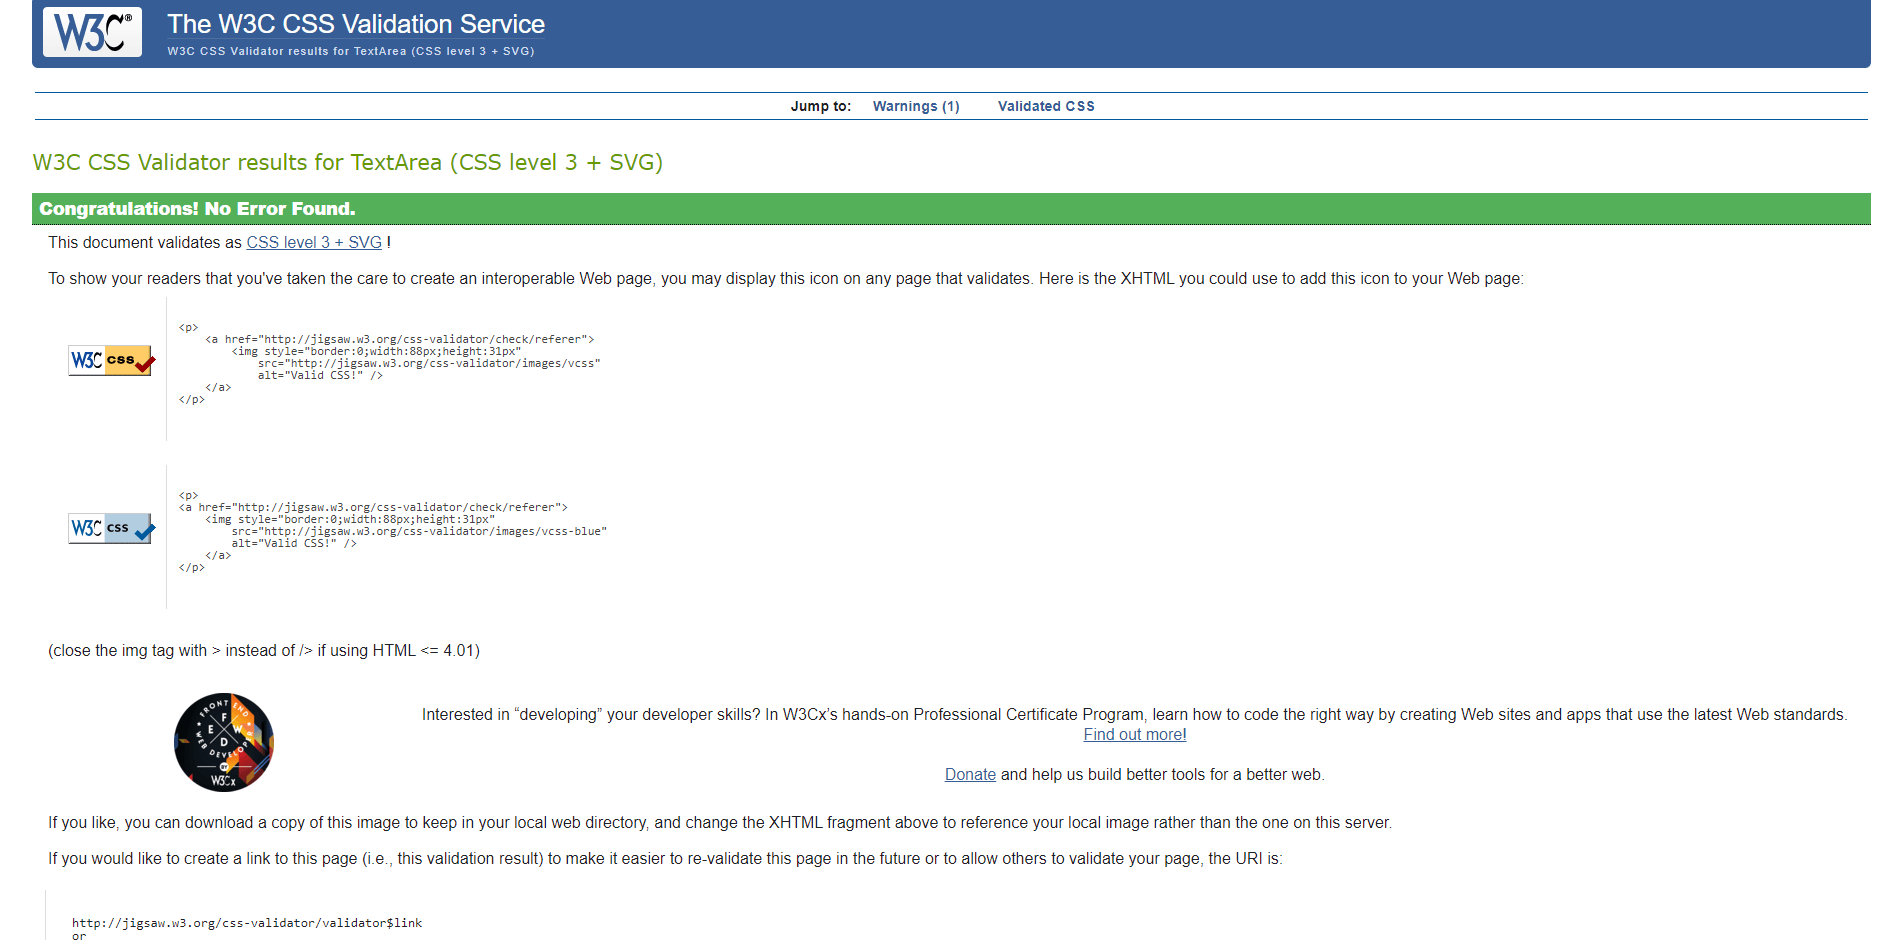 W3C®
The W3C CSS Validation Service
W3C CSS Validator results for TextArea (CSS level 3 + SVG)
Jump to: Warnings (1) Validated CSS
W3C CSS Validator results for TextArea (CSS level 3 + SVG)
Congratulations! No Error Found.
This document validates as CSS level 3 + SVG !
To show your readers that you've taken the care to create an interoperable Web page, you may display this icon on any page that validates. Here is the XHTML you could use to add this icon to your Web page:
W3C css
<p>
    <a href="http://jigsaw.w3.org/css-validator/check/referer">
        <img style="border:0;width:88px;height:31px"
            src="http://jigsaw.w3.org/css-validator/images/vcss"
            alt="Valid CSS!" />
    </a>
</p>
W3C css
<p>
<a href="http://jigsaw.w3.org/css-validator/check/referer">
    <img style="border:0;width:88px;height:31px"
        src="http://jigsaw.w3.org/css-validator/images/vcss-blue"
        alt="Valid CSS!" />
    </a>
</p>
(close the img tag with > instead of /> if using HTML <= 4.01)
FRONT END
F
E W
D
WEB DEVELOPER
BY
W3Cx
Interested in “developing” your developer skills? In W3Cx’s hands-on Professional Certificate Program, learn how to code the right way by creating Web sites and apps that use the latest Web standards.
Find out more!
Donate and help us build better tools for a better web.
If you like, you can download a copy of this image to keep in your local web directory, and change the XHTML fragment above to reference your local image rather than the one on this server.
If you would like to create a link to this page (i.e., this validation result) to make it easier to re-validate this page in the future or to allow others to validate your page, the URI is:
http://jigsaw.w3.org/css-validator/validator$link
or